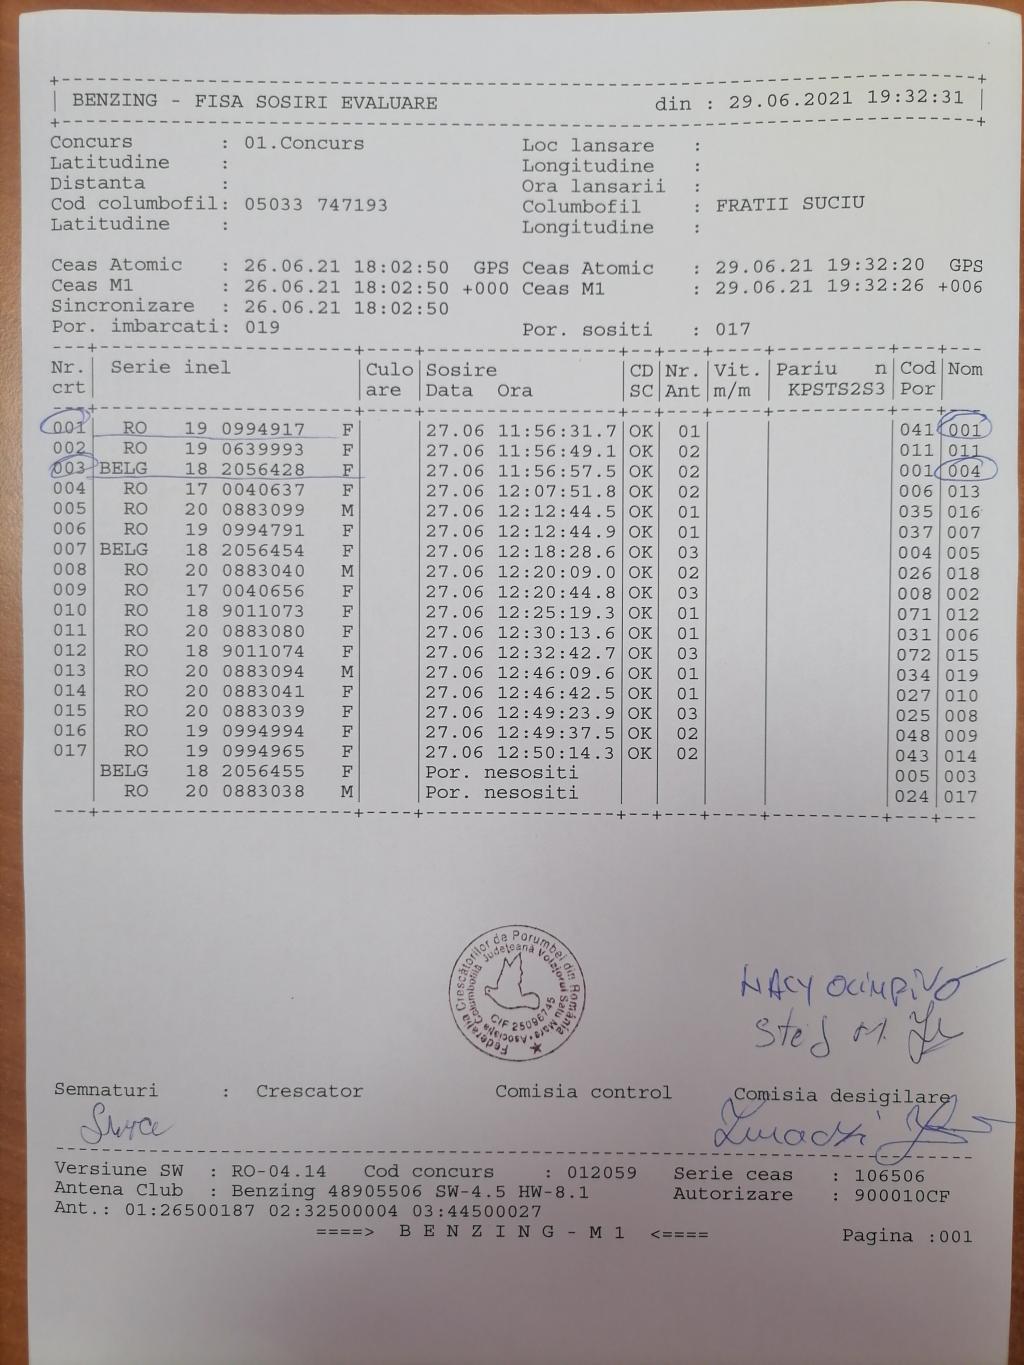 BENZING - FISA SOSIRI EVALUARE din : 29.06.2021 19:32:31
Concurs : 01.Concurs Loc lansare :
Latitudine : Longitudine :
Distanta : Ora lansarii :
Cod columbofil: 05033 747193 Columbofil : FRATII SUCIU
Latitudine : Longitudine :
Ceas Atomic : 26.06.21 18:02:50 GPS Ceas Atomic : 29.06.21 19:32:20 GPS
Ceas M1 : 26.06.21 18:02:50 +000 Ceas M1 : 29.06.21 19:32:26 +006
Sincronizare : 26.06.21 18:02:50
Por. imbarcati: 019 Por. sositi : 017
Nr. Serie inel Culo Sosire CD Nr. Vit. Pariu n Cod Nom
crt are Data Ora SC Ant m/m KPSTS2S3 Por
001 RO 19 0994917 F 27.06 11:56:31.7 OK 01 041 001
002 RO 19 0639993 F 27.06 11:56:49.1 OK 02 011 011
003 BELG 18 2056428 F 27.06 11:56:57.5 OK 02 001 004
004 RO 17 0040637 F 27.06 12:07:51.8 OK 02 006 013
005 RO 20 0883099 M 27.06 12:12:44.5 OK 01 035 016
006 RO 19 0994791 F 27.06 12:12:44.9 OK 01 037 007
007 BELG 18 2056454 F 27.06 12:18:28.6 OK 03 004 005
008 RO 20 0883040 M 27.06 12:20:09.0 OK 02 026 018
009 RO 17 0040656 F 27.06 12:20:44.8 OK 03 008 002
010 RO 18 9011073 F 27.06 12:25:19.3 OK 01 071 012
011 RO 20 0883080 F 27.06 12:30:13.6 OK 01 031 006
012 RO 18 9011074 F 27.06 12:32:42.7 OK 03 072 015
013 RO 20 0883094 M 27.06 12:46:09.6 OK 01 034 019
014 RO 20 0883041 F 27.06 12:46:42.5 OK 01 027 010
015 RO 20 0883039 F 27.06 12:49:23.9 OK 03 025 008
016 RO 19 0994994 F 27.06 12:49:37.5 OK 02 048 009
017 RO 19 0994965 F 27.06 12:50:14.3 OK 02 043 014
BELG 18 2056455 F Por. nesositi 005 003
RO 20 0883038 M Por. nesositi 024 017
Federația Crescătorilor de Porumbei din România
Asociația Columbofilă Județeană Voiajorul Satu Mare
CIF 25096745
Semnaturi : Crescator Comisia control Comisia desigilare
Versiune SW : RO-04.14 Cod concurs : 012059 Serie ceas : 106506
Antena Club : Benzing 48905506 SW-4.5 HW-8.1 Autorizare : 900010CF
Ant.: 01:26500187 02:32500004 03:44500027
====> B E N Z I N G - M 1 <==== Pagina :001